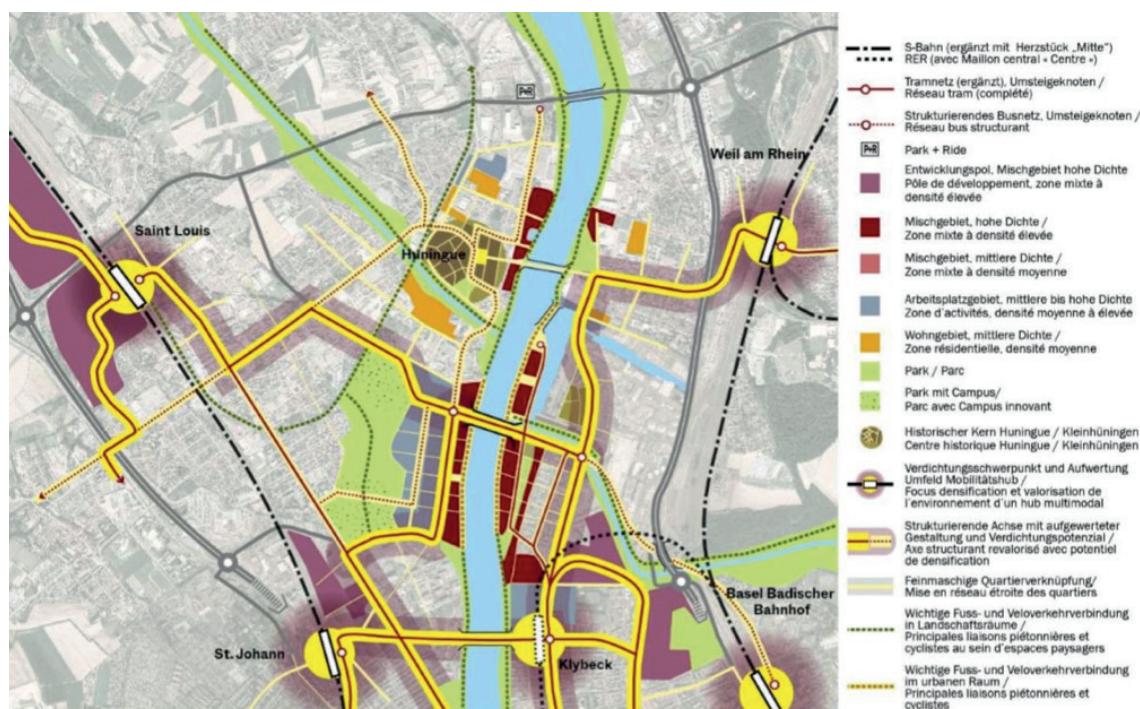 P+R
Weil am Rhein
Saint Louis
Huningue
Basel Badischer
Bahnhof
St. Johann
Klybeck
S-Bahn (ergänzt mit Herzstück „Mitte")
RER (avec Maillon central « Centre »)
Tramnetz (ergänzt), Umsteigeknoten /
Réseau tram (complété)
Strukturierendes Busnetz, Umsteigeknoten /
Réseau bus structurant
P+R
Park + Ride
Entwicklungspol. Mischgebiet hohe Dichte
Pôle de développement, zone mixte à
densité élevée
Mischgebiet, hohe Dichte /
Zone mixte à densité élevée
Mischgebiet, mittlere Dichte /
Zone mixte à densité moyenne
Arbeitsplatzgebiet, mittlere bis hohe Dichte
Zone d'activités, densité moyenne à élevée
Wohngebiet, mittlere Dichte /
Zone résidentielle, densité moyenne
Park / Parc
Park mit Campus/
Parc avec Campus innovant
Historischer Kern Huningue / Kleinhüningen
Centre historique Huningue / Kleinhüningen
Verdichtungsschwerpunkt und Aufwertung
Umfeld Mobilitätshub /
Focus densification et valorisation de
l'environnement d'un hub multimodal
Strukturierende Achse mit aufgewerteter
Gestaltung und Verdichtungspotenzial /
Axe structurant revalorisé avec potentiel
de densification
Feinmaschige Quartierverknüpfung/
Mise en réseau étroite des quartiers
Wichtige Fuss- und Veloverkehrverbindung
in Landschaftsräume /
Principales liaisons piétonnières et
cyclistes au sein d'espaces paysagers
Wichtige Fuss- und Veloverkehrverbindung
im urbanen Raum /
Principales liaisons piétonnières et
cyclistes